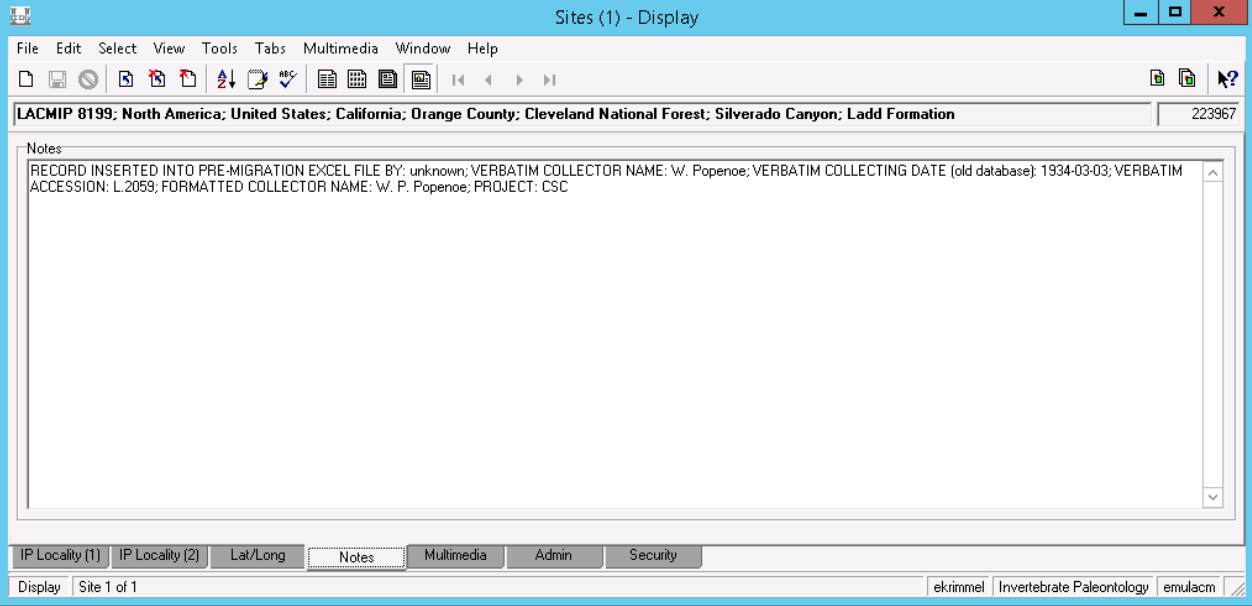 Sites (1) - Display
File Edit Select View Tools Tabs Multimedia Window Help
LACMIP 8199; North America; United States; California; Orange County; Cleveland National Forest; Silverado Canyon; Ladd Formation 223967
Notes
RECORD INSERTED INTO PRE-MIGRATION EXCEL FILE BY: unknown; VERBATIM COLLECTOR NAME: W. Popenoe; VERBATIM COLLECTING DATE (old database): 1934-03-03; VERBATIM
ACCESSION: L.2059; FORMATTED COLLECTOR NAME: W. P. Popenoe; PROJECT: CSC
IP Locality (1) IP Locality (2) Lat/Long Notes Multimedia Admin Security
Display Site 1 of 1 ekrimmel Invertebrate Paleontology emulacm